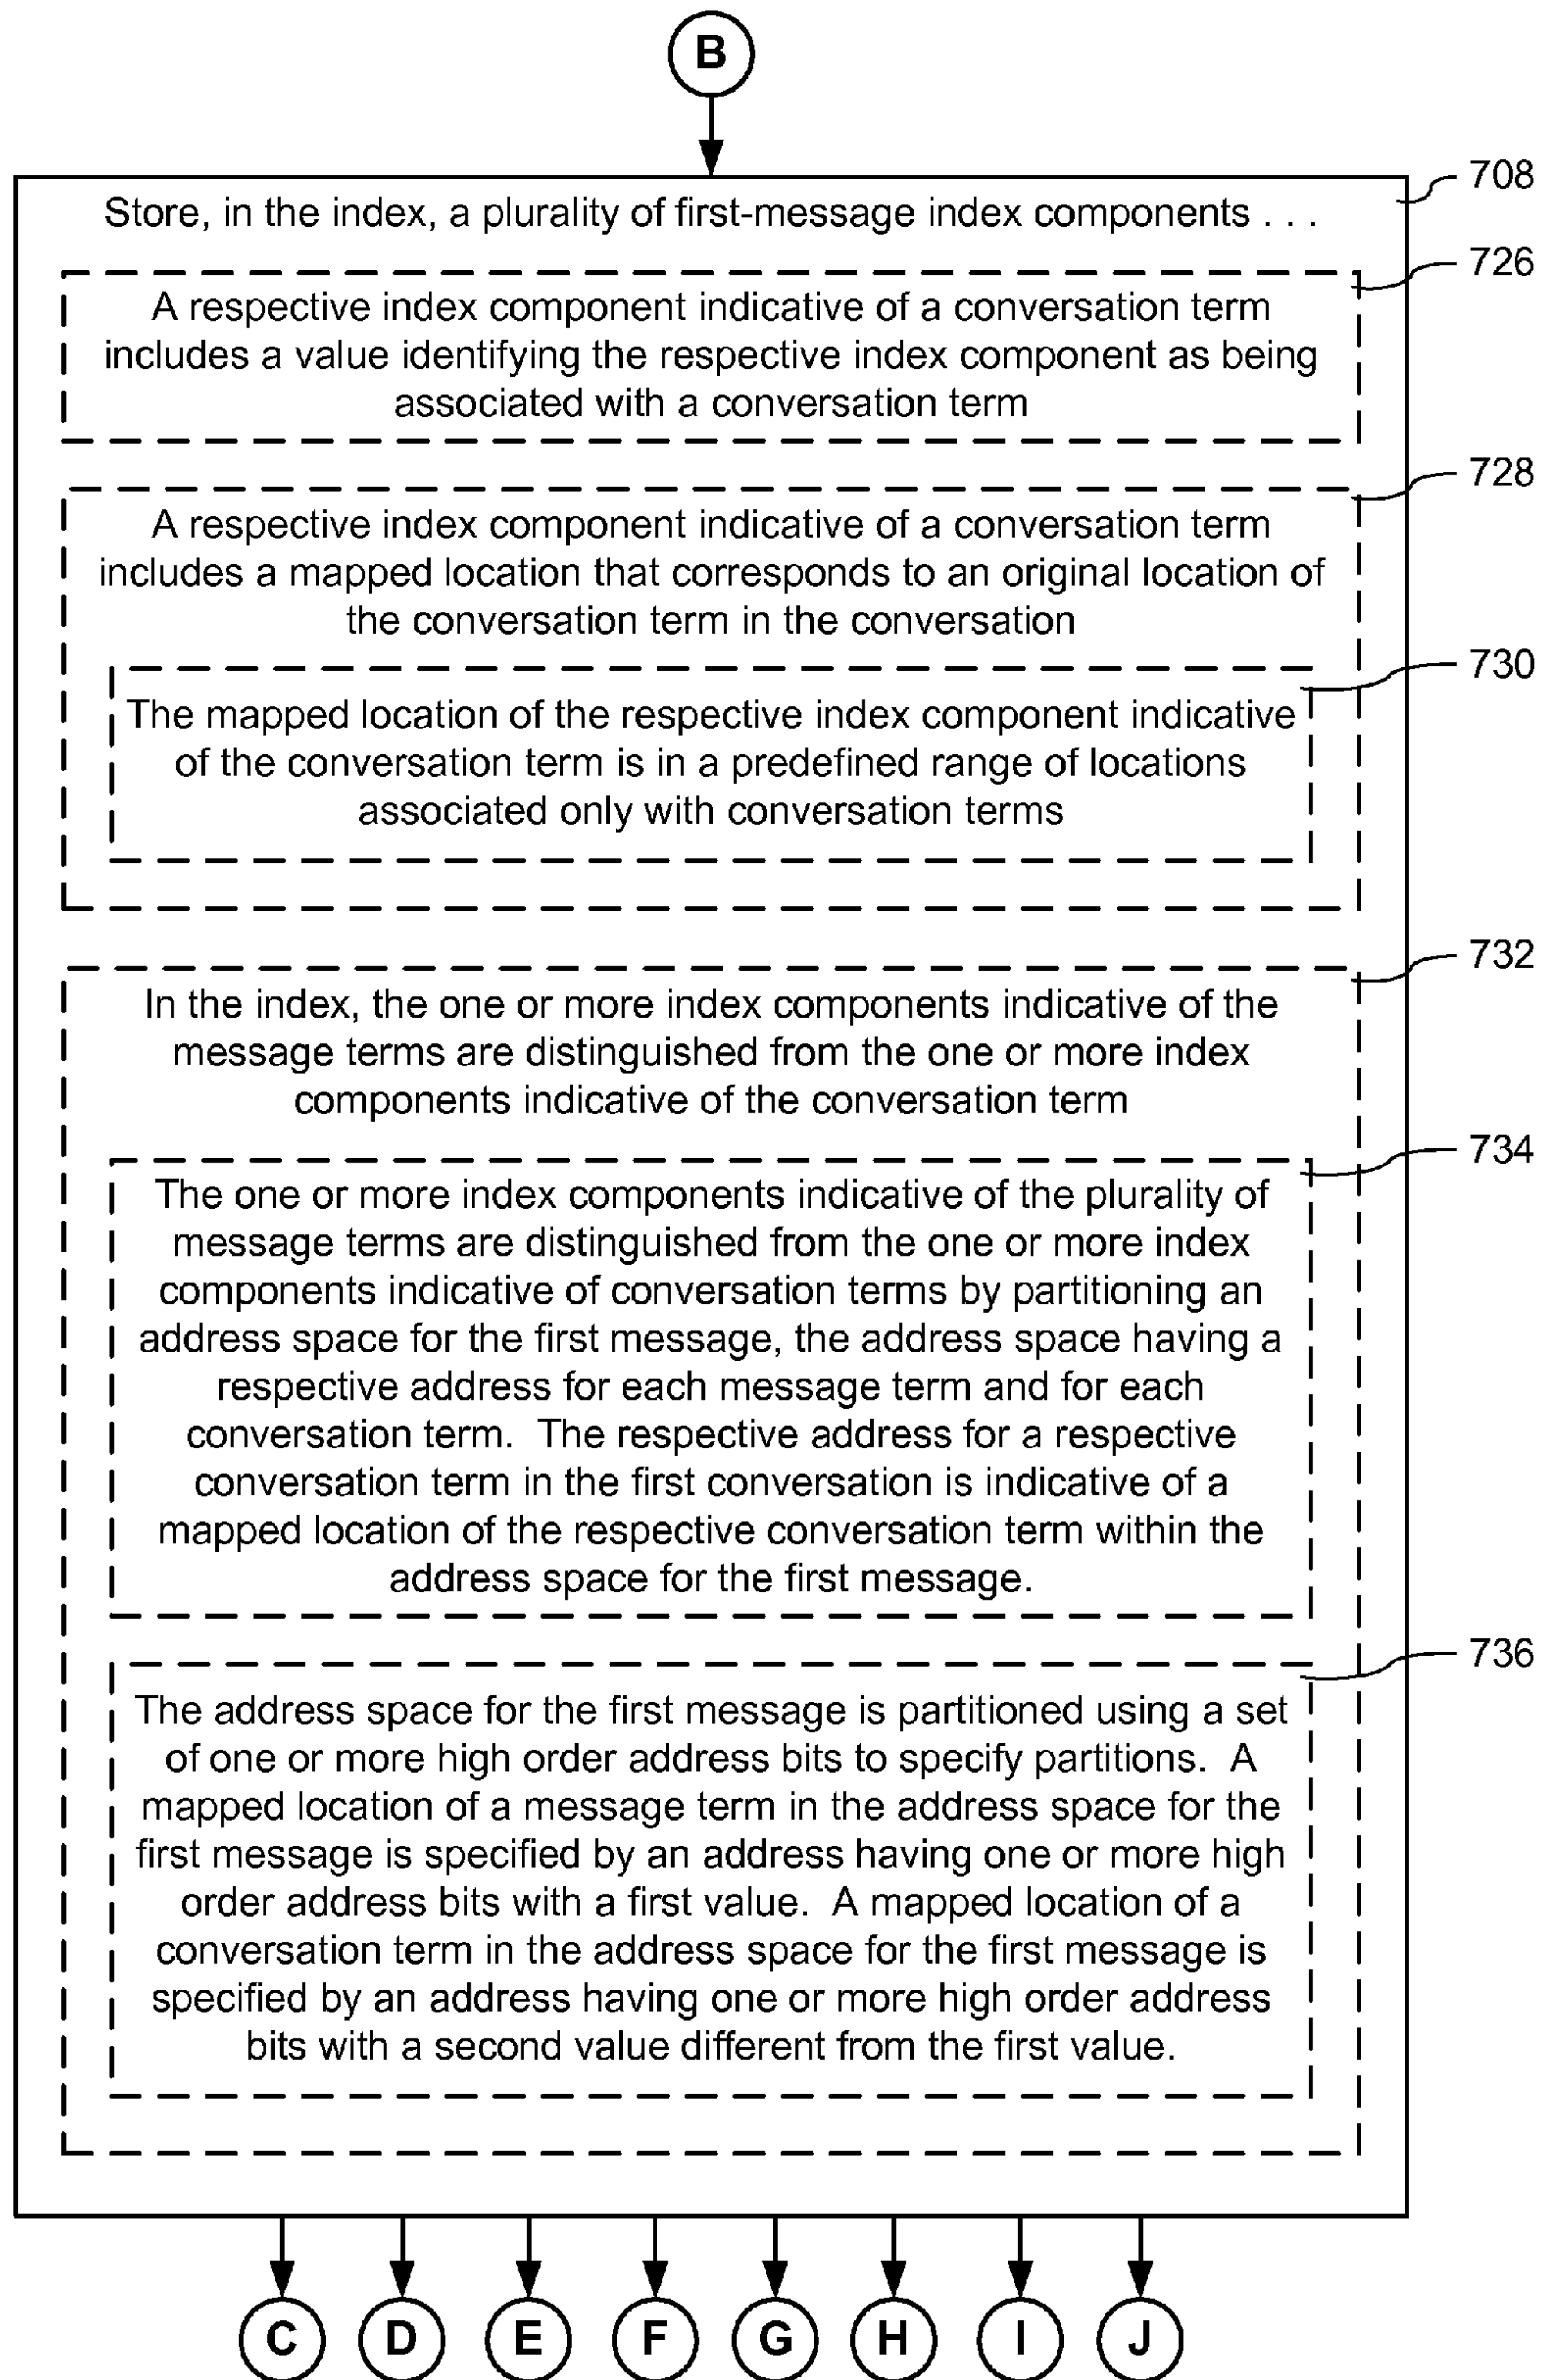 B
708
Store, in the index, a plurality of first-message index components . . .
726
A respective index component indicative of a conversation term
includes a value identifying the respective index component as being
associated with a conversation term
728
A respective index component indicative of a conversation term
includes a mapped location that corresponds to an original location of
the conversation term in the conversation
730
The mapped location of the respective index component indicative
of the conversation term is in a predefined range of locations
associated only with conversation terms
732
In the index, the one or more index components indicative of the
message terms are distinguished from the one or more index
components indicative of the conversation term
734
The one or more index components indicative of the plurality of
message terms are distinguished from the one or more index
components indicative of conversation terms by partitioning an
address space for the first message, the address space having a
respective address for each message term and for each
conversation term.  The respective address for a respective
conversation term in the first conversation is indicative of a
mapped location of the respective conversation term within the
address space for the first message.
736
The address space for the first message is partitioned using a set
of one or more high order address bits to specify partitions.  A
mapped location of a message term in the address space for the
first message is specified by an address having one or more high
order address bits with a first value.  A mapped location of a
conversation term in the address space for the first message is
specified by an address having one or more high order address
bits with a second value different from the first value.
C D E F G H I J